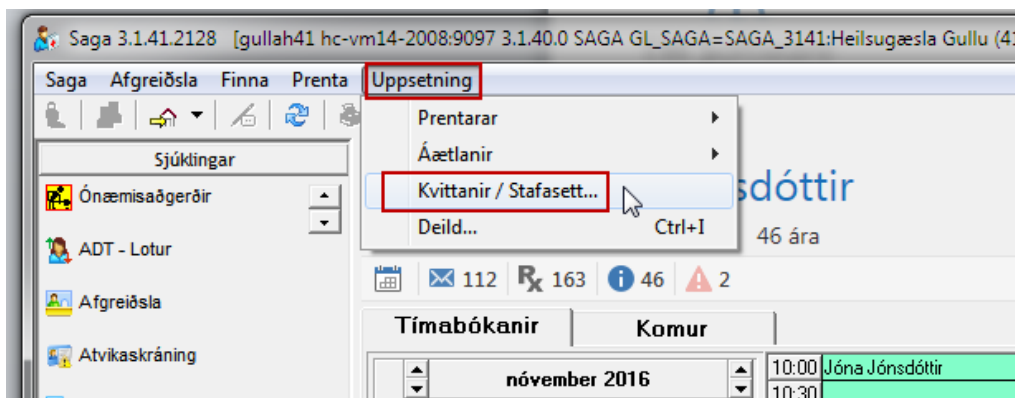 Saga 3.1.41.2128 [gullah41 hc-vm14-2008:9097 3.1.40.0 SAGA GL_SAGA=SAGA_3141:Heilsugæsla Gullu (41
Saga Afgreiðsla Finna Prenta Uppsetning
Prentarar
Áætlanir
Kvittanir / Stafasett...
Deild... Ctrl+I
Sjúklingar
Ónæmisaðgerðir
ADT - Lotur
Afgreiðsla
Atvikaskráning
sdóttir
46 ára
112 Rx 163 i 46 2
Tímabókanir Komur
nóvember 2016
10:00 Jóna Jónsdóttir
10:30